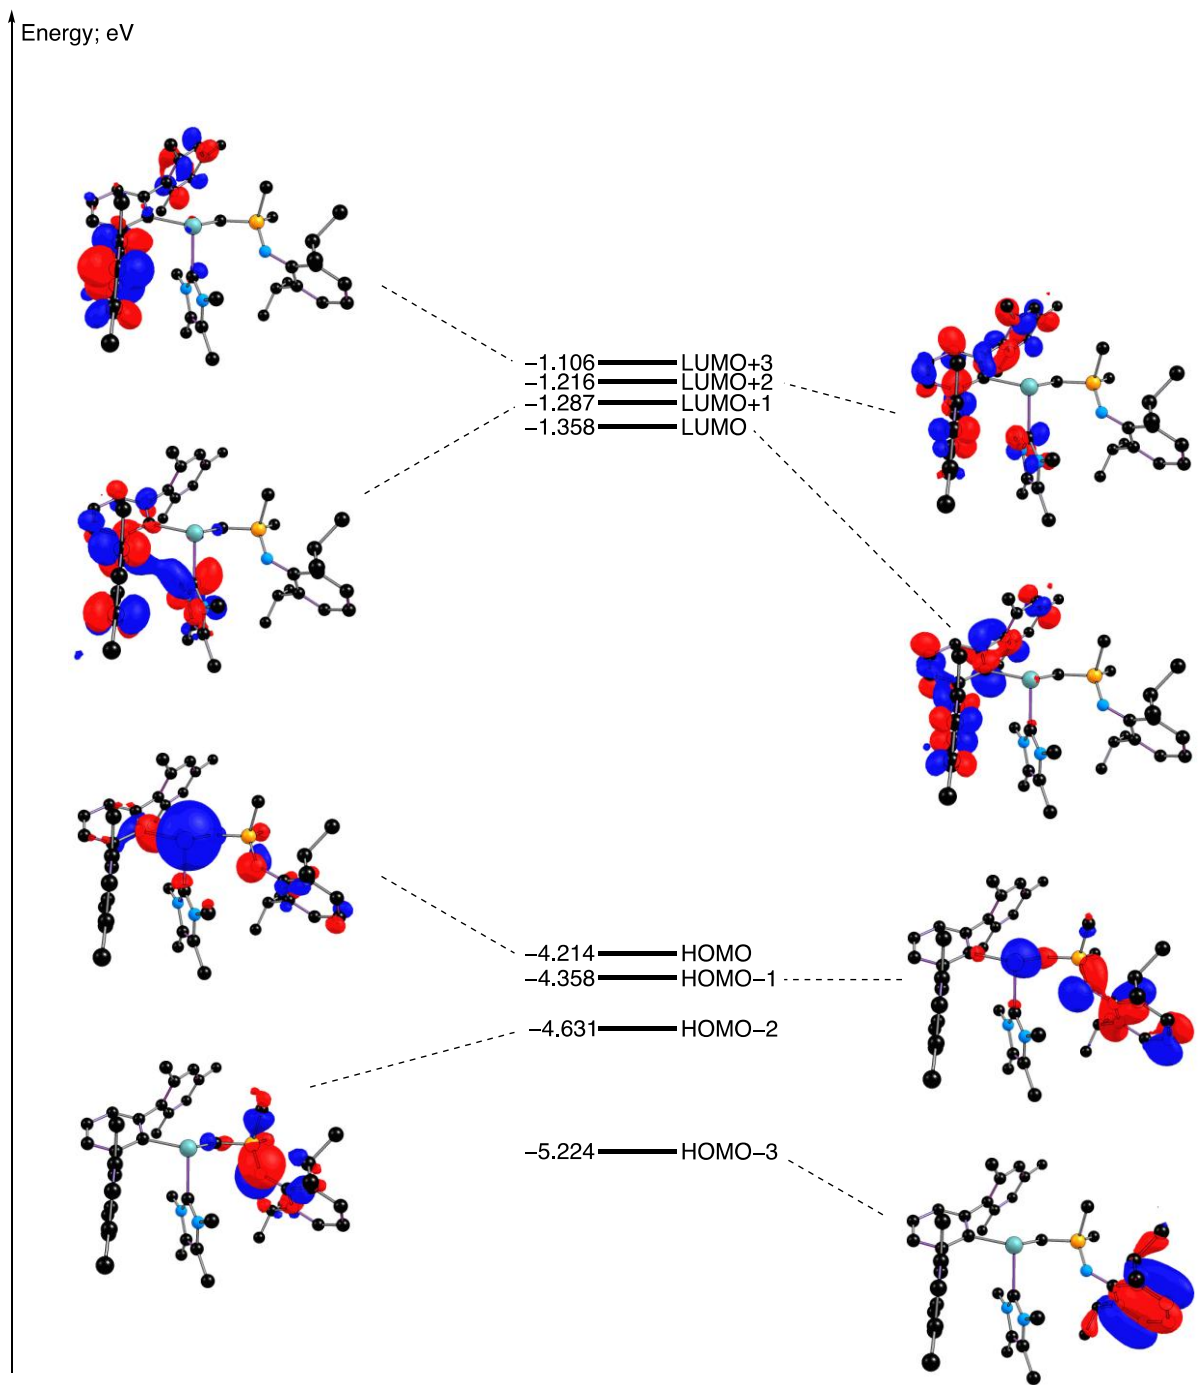 Energy; eV
−1.106 LUMO+3
−1.216 LUMO+2
−1.287 LUMO+1
−1.358 LUMO
−4.214 HOMO
−4.358 HOMO−1
−4.631 HOMO−2
−5.224 HOMO−3